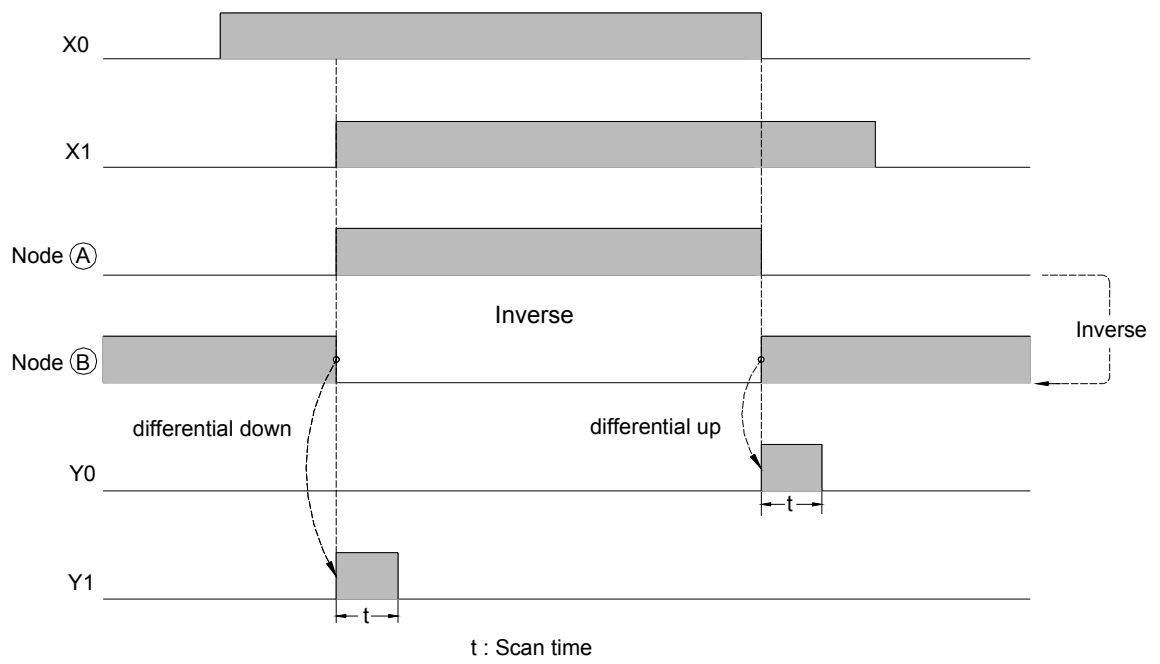 X0
X1
Node Ⓐ
Inverse
Inverse
Node Ⓑ
differential down
differential up
Y0
t
Y1
t
t : Scan time